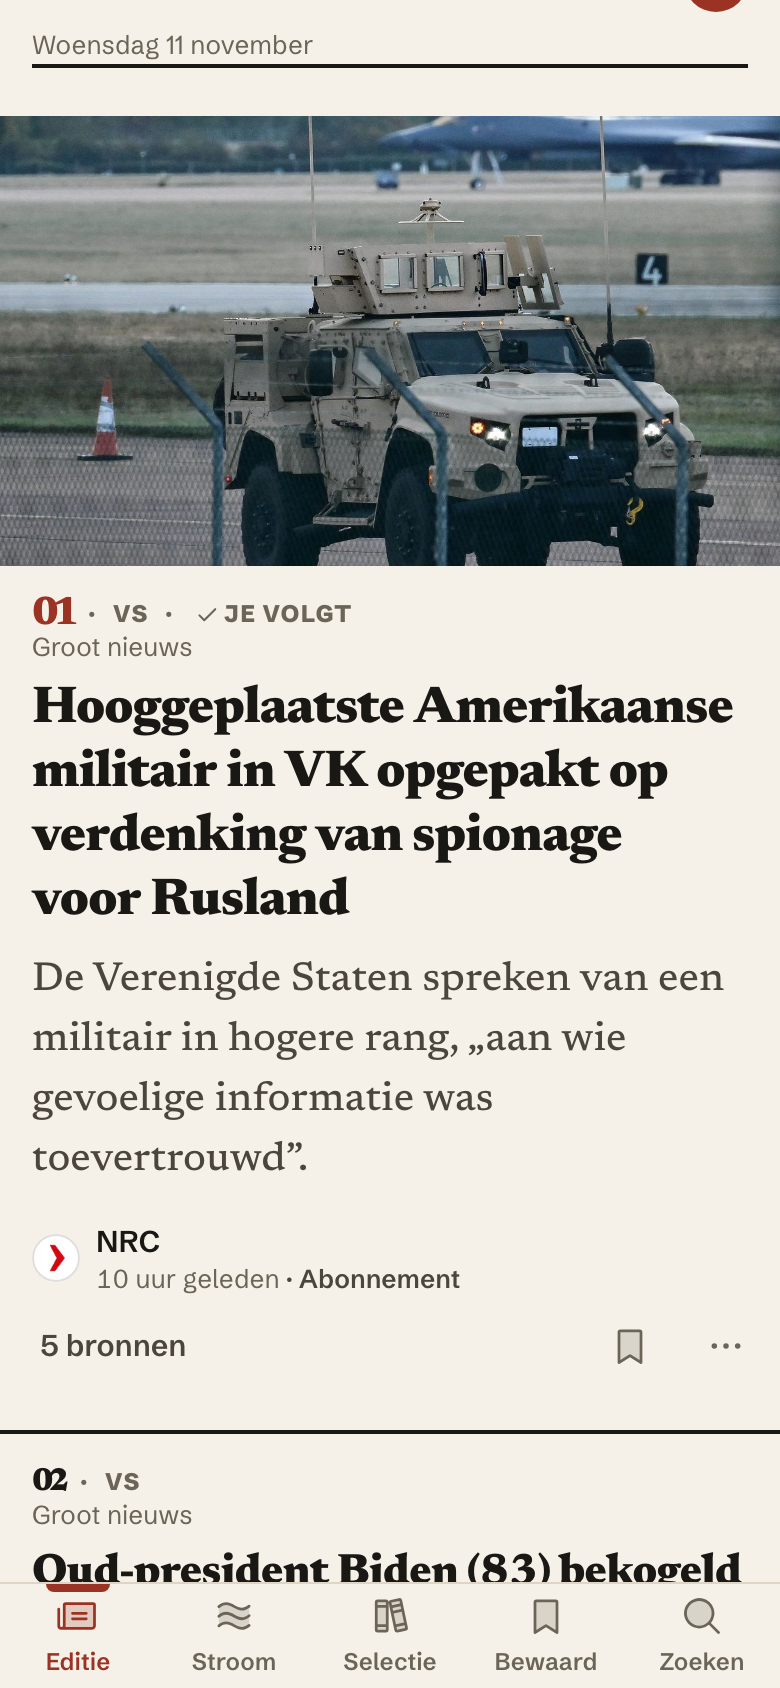 Woensdag 11 november
4
01 · VS · ✓ JE VOLGT
Groot nieuws
Hooggeplaatste Amerikaanse
militair in VK opgepakt op
verdenking van spionage
voor Rusland
De Verenigde Staten spreken van een
militair in hogere rang, „aan wie
gevoelige informatie was
toevertrouwd”.
NRC
10 uur geleden · Abonnement
5 bronnen
02 · VS
Groot nieuws
Oud-president Biden (83) bekogeld
Editie
Stroom
Selectie
Bewaard
Zoeken